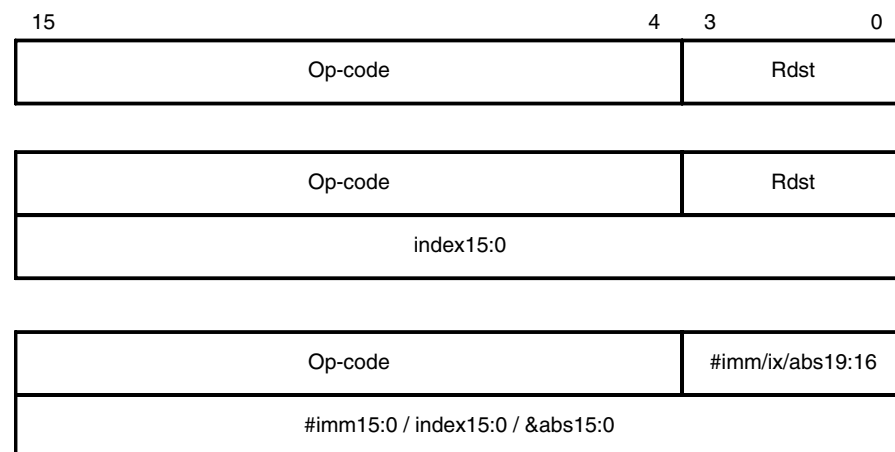 15 4 3 0
Op-code Rdst
Op-code Rdst
index15:0
Op-code #imm/ix/abs19:16
#imm15:0 / index15:0 / &abs15:0